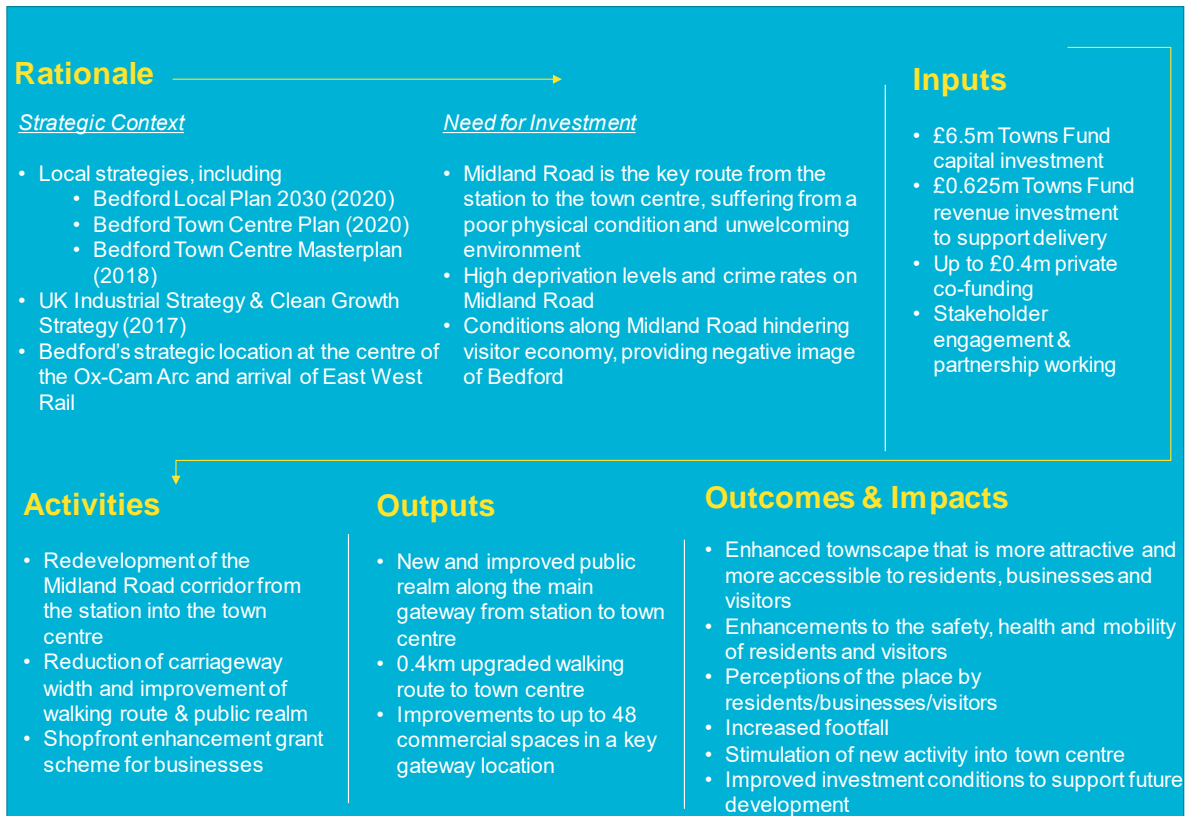 Rationale
Strategic Context
• Local strategies, including
• Bedford Local Plan 2030 (2020)
• Bedford Town Centre Plan (2020)
• Bedford Town Centre Masterplan
(2018)
• UK Industrial Strategy & Clean Growth
Strategy (2017)
• Bedford's strategic location at the centre of
the Ox-Cam Arc and arrival of East West
Rail
Need for Investment
• Midland Road is the key route from the
station to the town centre, suffering from a
poor physical condition and unwelcoming
environment
• High deprivation levels and crime rates on
Midland Road
• Conditions along Midland Road hindering
visitor economy, providing negative image
of Bedford
Inputs
• £6.5m Towns Fund
capital investment
• £0.625m Towns Fund
revenue investment
to support delivery
• Up to £0.4m private
co-funding
• Stakeholder
engagement &
partnership working
Activities
• Redevelopment of the
Midland Road corridor from
the station into the town
centre
• Reduction of carriageway
width and improvement of
walking route & public realm
• Shopfront enhancement grant
scheme for businesses
Outputs
• New and improved public
realm along the main
gateway from station to town
centre
• 0.4km upgraded walking
route to town centre
• Improvements to up to 48
commercial spaces in a key
gateway location
Outcomes & Impacts
• Enhanced townscape that is more attractive and
more accessible to residents, businesses and
visitors
• Enhancements to the safety, health and mobility
of residents and visitors
• Perceptions of the place by
residents/businesses/visitors
• Increased footfall
• Stimulation of new activity into town centre
• Improved investment conditions to support future
development